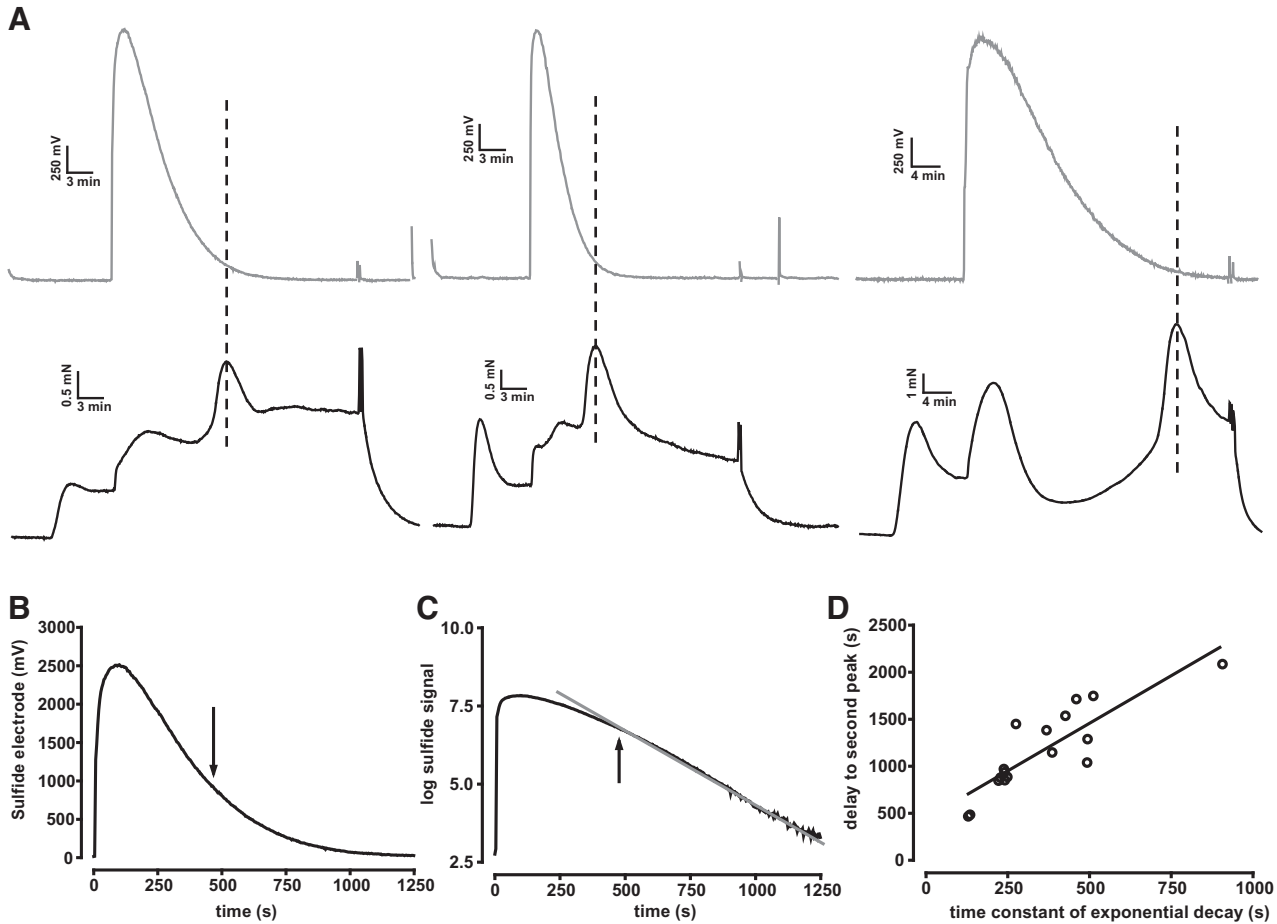 A
250 mV
3 min
250 mV
3 min
250 mV
4 min
0.5 mN
3 min
0.5 mN
3 min
1 mN
4 min
B
Sulfide electrode (mV)
3000
2500
2000
1500
1000
500
0
0 250 500 750 1000 1250
time (s)
C
log sulfide signal
10.0
7.5
5.0
2.5
0 250 500 750 1000 1250
time (s)
D
delay to second peak (s)
2500
2000
1500
1000
500
0
0 250 500 750 1000
time constant of exponential decay (s)